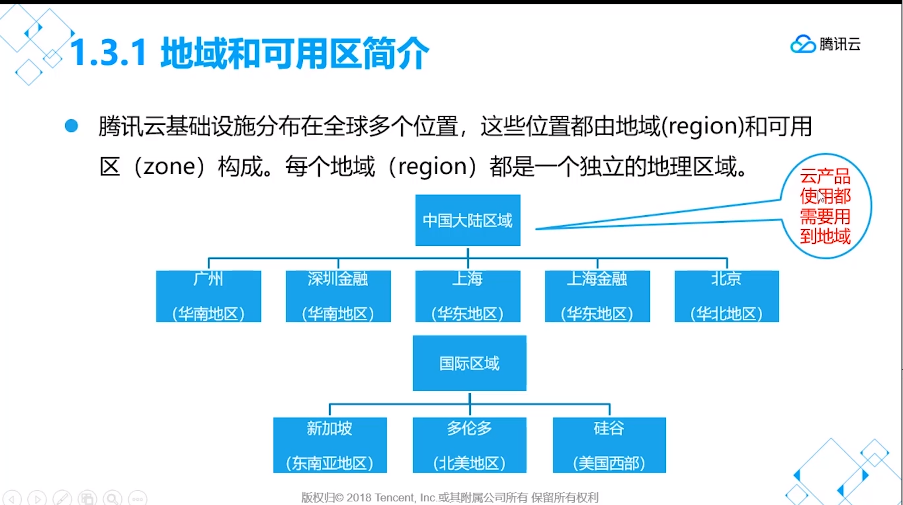 1.3.1 地域和可用区简介
腾讯云
腾讯云基础设施分布在全球多个位置，这些位置都由地域(region)和可用
区（zone）构成。每个地域（region）都是一个独立的地理区域。
云产品
使用都
需要用
到地域
中国大陆区域
广州
（华南地区）
深圳金融
（华南地区）
上海
（华东地区）
上海金融
（华东地区）
北京
（华北地区）
国际区域
新加坡
（东南亚地区）
多伦多
（北美地区）
硅谷
（美国西部）
版权归© 2018 Tencent, Inc.或其附属公司所有 保留所有权利